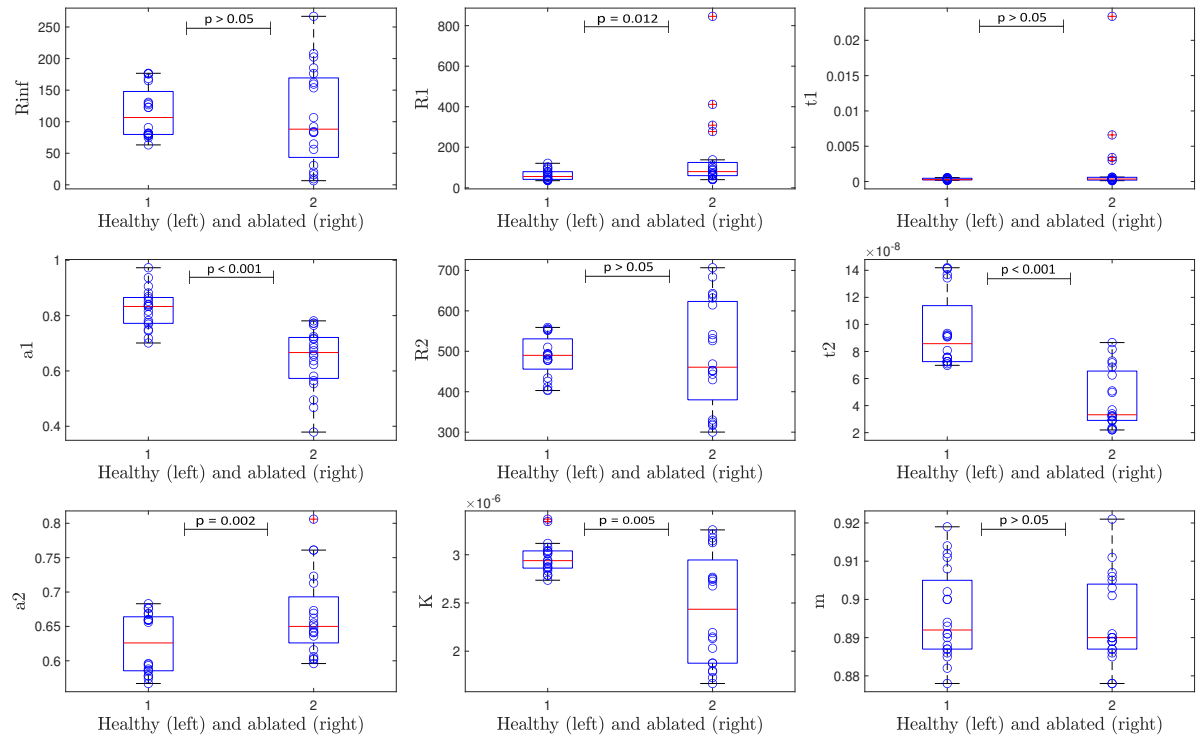 p > 0.05
250
200
150
100
50
0
Rinf
1 2
Healthy (left) and ablated (right)
p = 0.012
800
600
400
200
0
R1
1 2
Healthy (left) and ablated (right)
p > 0.05
0.02
0.015
0.01
0.005
0
t1
1 2
Healthy (left) and ablated (right)
p < 0.001
1
0.8
0.6
0.4
a1
1 2
Healthy (left) and ablated (right)
p > 0.05
700
600
500
400
300
R2
1 2
Healthy (left) and ablated (right)
×10⁻⁸
p < 0.001
14
12
10
8
6
4
2
t2
1 2
Healthy (left) and ablated (right)
p = 0.002
0.8
0.75
0.7
0.65
0.6
a2
1 2
Healthy (left) and ablated (right)
×10⁻⁶
p = 0.005
3
2.5
2
K
1 2
Healthy (left) and ablated (right)
p > 0.05
0.92
0.91
0.9
0.89
0.88
m
1 2
Healthy (left) and ablated (right)